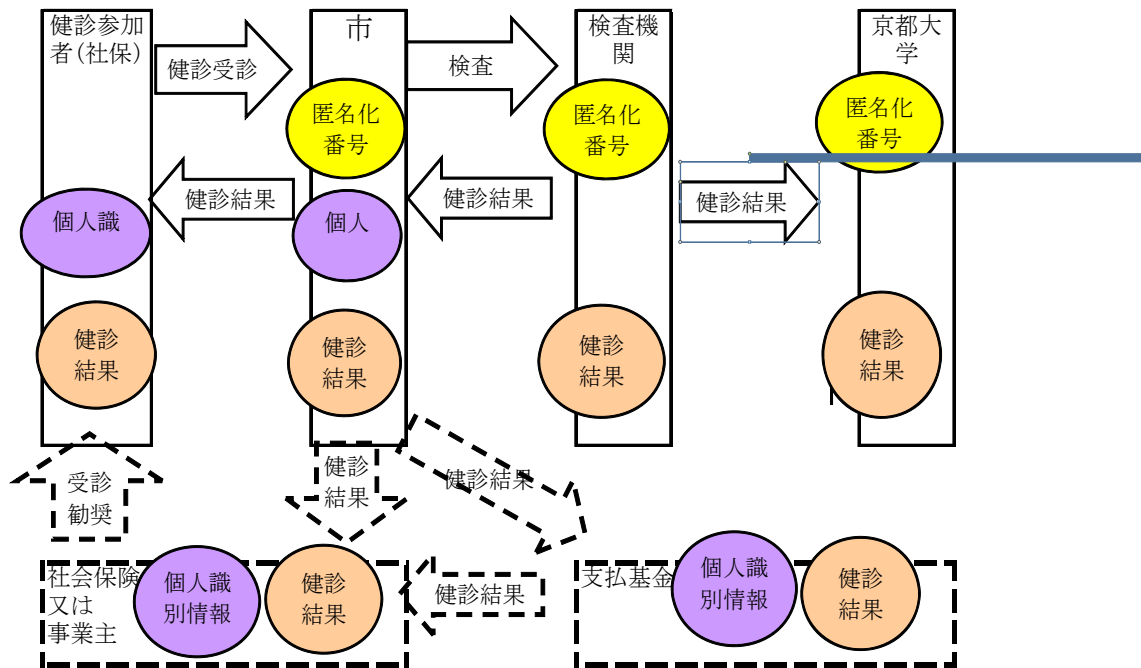 健診参加
者(社保)
市
検査機
関
京都大
学
健診受診
検査
匿名化
番号
匿名化
番号
匿名化
番号
健診結果
健診結果
健診結果
個人識
個人
健診
結果
健診
結果
健診
結果
健診
結果
受診
勧奨
健診
結果
健診結果
社会保険
又は
事業主
個人識
別情報
健診
結果
健診結果
支払基金
個人識
別情報
健診
結果